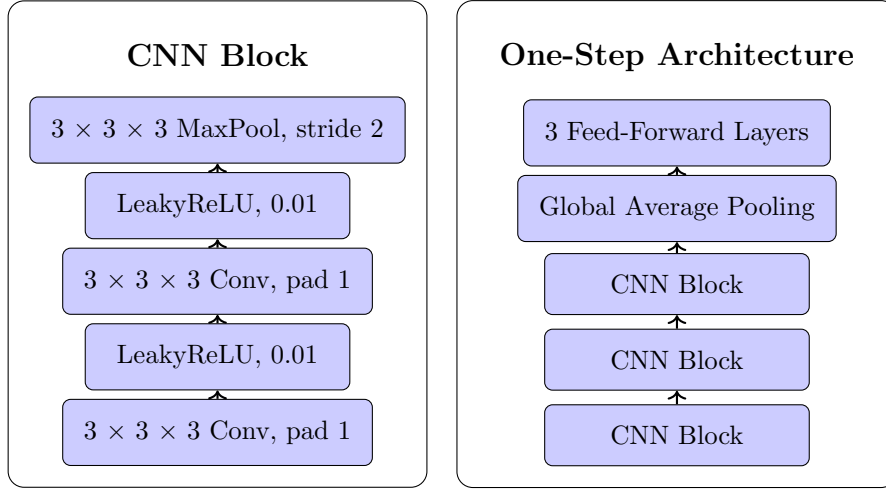 CNN Block
3 × 3 × 3 MaxPool, stride 2
LeakyReLU, 0.01
3 × 3 × 3 Conv, pad 1
LeakyReLU, 0.01
3 × 3 × 3 Conv, pad 1
One-Step Architecture
3 Feed-Forward Layers
Global Average Pooling
CNN Block
CNN Block
CNN Block